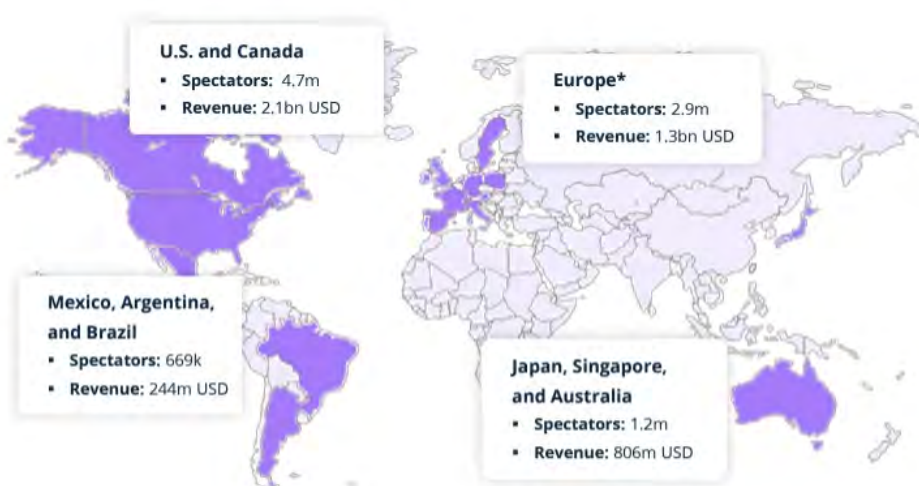 U.S. and Canada
▪ Spectators: 4.7m
▪ Revenue: 2.1bn USD
Europe*
▪ Spectators: 2.9m
▪ Revenue: 1.3bn USD
Mexico, Argentina,
and Brazil
▪ Spectators: 669k
▪ Revenue: 244m USD
Japan, Singapore,
and Australia
▪ Spectators: 1.2m
▪ Revenue: 806m USD